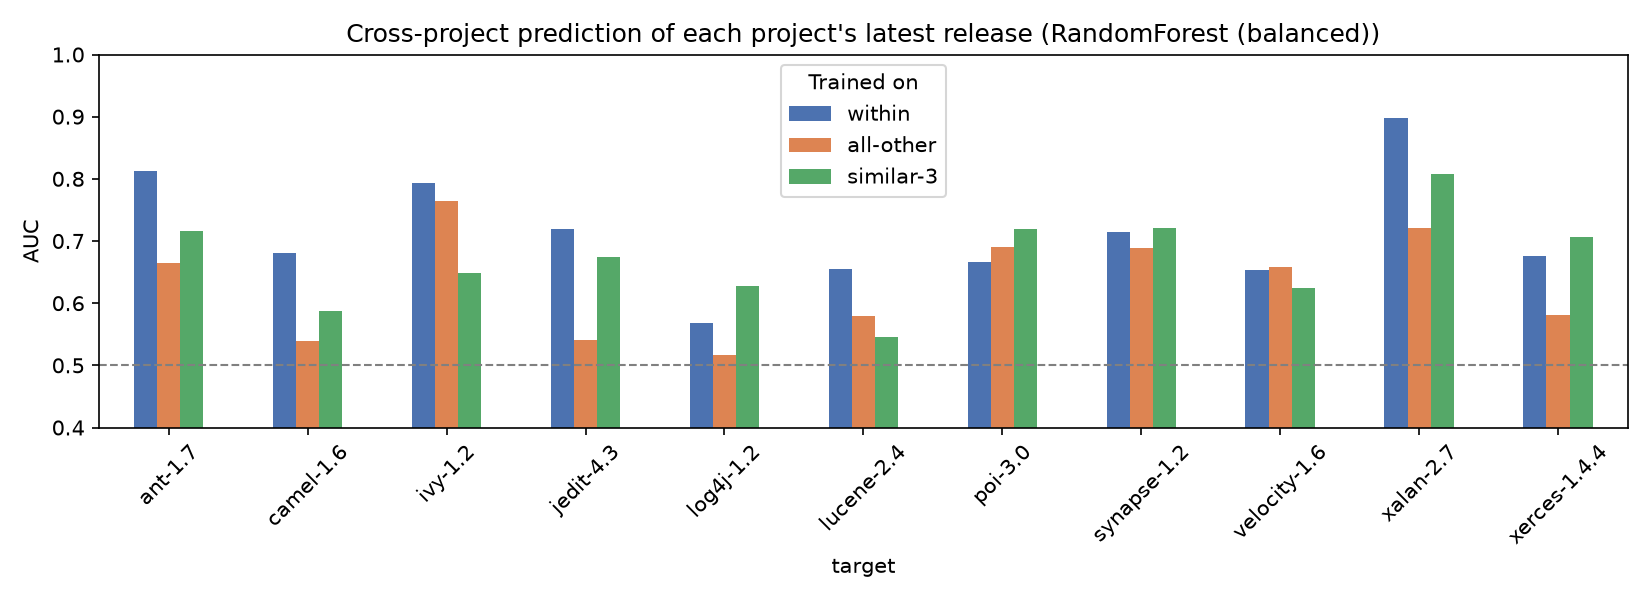 Cross-project prediction of each project's latest release (RandomForest (balanced))
Trained on
within
all-other
similar-3
AUC
1.0
0.9
0.8
0.7
0.6
0.5
0.4
ant-1.7
camel-1.6
ivy-1.2
jedit-4.3
log4j-1.2
lucene-2.4
poi-3.0
synapse-1.2
velocity-1.6
xalan-2.7
xerces-1.4.4
target